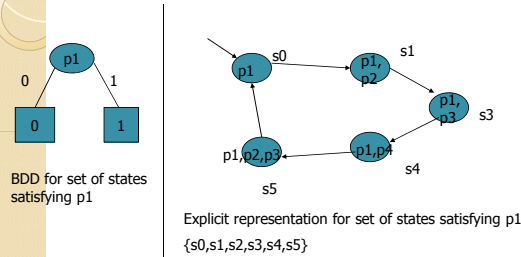 p1
0
1
0
1
BDD for set of states
satisfying p1
s0
p1
s1
p1,
p2
p1,
p3
s3
p1,p4
s4
p1,p2,p3
s5
Explicit representation for set of states satisfying p1
{s0,s1,s2,s3,s4,s5}